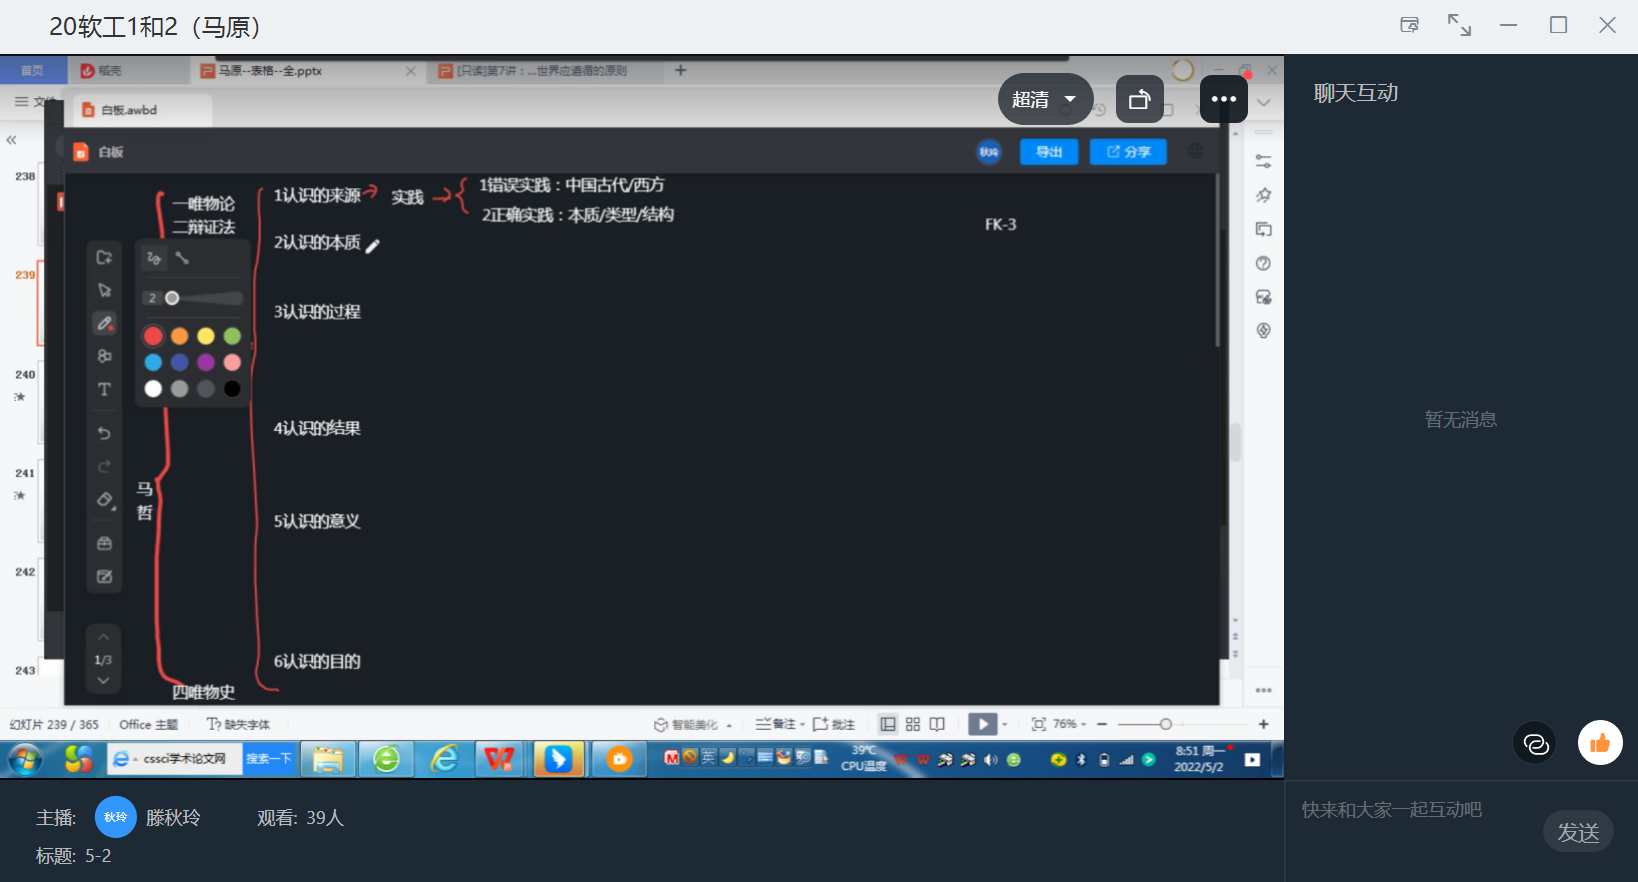 20软工1和2（马原）
首页
稻壳
马原--表格--全.pptx
[只读]第7讲：...世界应遵循的原则
超清
聊天互动
文件
白板.awbd
白板
秋玲
导出
分享
238
239
240
241
242
243
一唯物论
二辩证法
1认识的来源
实践
1错误实践：中国古代/西方
2正确实践：本质/类型/结构
FK-3
2认识的本质
2
3认识的过程
4认识的结果
马
哲
5认识的意义
6认识的目的
四唯物史
1/3
暂无消息
幻灯片 239 / 365
Office 主题
缺失字体
智能美化
备注
批注
76%
cssci学术论文网
搜索一下
英
39℃
CPU温度
8:51 周一
2022/5/2
主播:
秋玲
滕秋玲
观看: 39人
标题: 5-2
快来和大家一起互动吧
发送